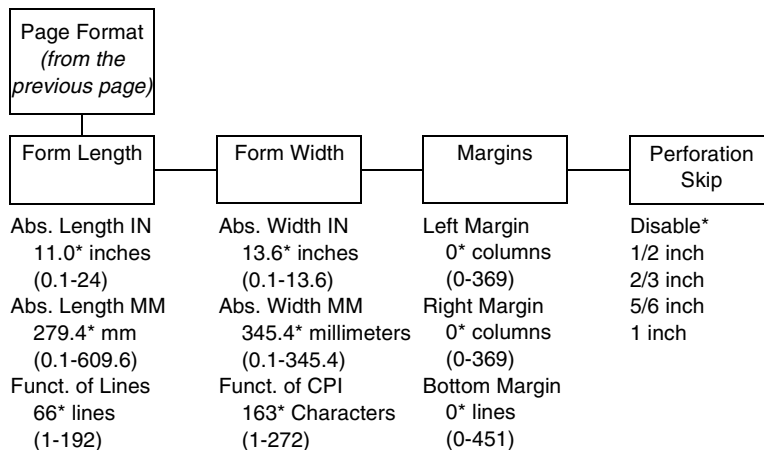 Page Format
(from the
previous page)
Form Length
Abs. Length IN
11.0* inches
(0.1-24)
Abs. Length MM
279.4* mm
(0.1-609.6)
Funct. of Lines
66* lines
(1-192)
Form Width
Abs. Width IN
13.6* inches
(0.1-13.6)
Abs. Width MM
345.4* millimeters
(0.1-345.4)
Funct. of CPI
163* Characters
(1-272)
Margins
Left Margin
0* columns
(0-369)
Right Margin
0* columns
(0-369)
Bottom Margin
0* lines
(0-451)
Perforation
Skip
Disable*
1/2 inch
2/3 inch
5/6 inch
1 inch